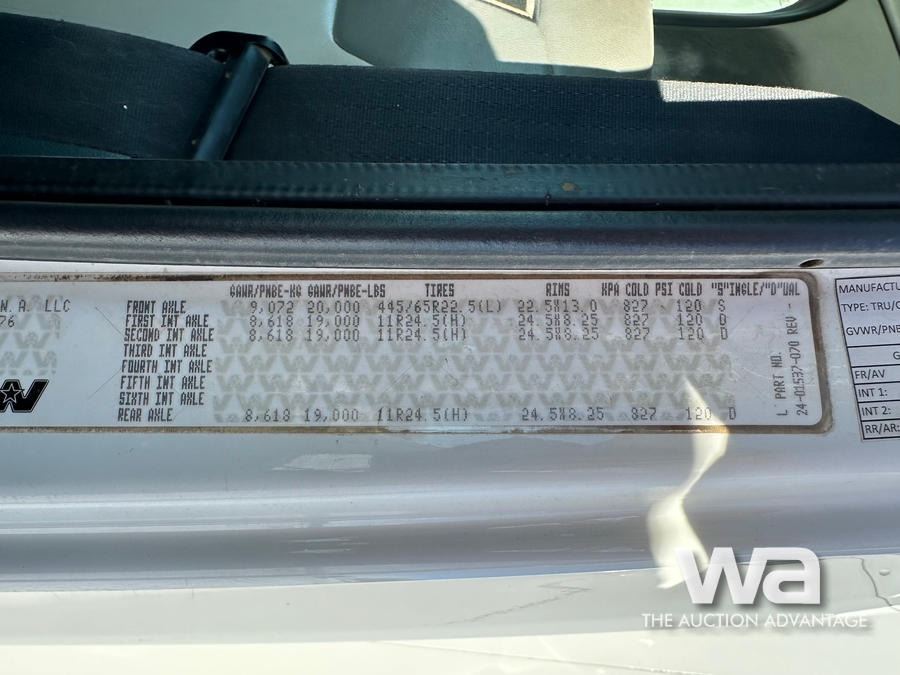 GAWR/PNBE-KG GAWR/PNBE-LBS TIRES RIMS KPA COLD PSI COLD "S"INGLE/"D"UAL
N.A. LLC
76
FRONT AXLE 9,072 20,000 445/65R22.5(L) 22.5X13.0 827 120 S
FIRST INT AXLE 8,618 19,000 11R24.5(H) 24.5X8.25 827 120 D
SECOND INT AXLE 8,618 19,000 11R24.5(H) 24.5X8.25 827 120 D
THIRD INT AXLE
FOURTH INT AXLE
FIFTH INT AXLE
SIXTH INT AXLE
REAR AXLE 8,618 19,000 11R24.5(H) 24.5X8.25 827 120 D
PART NO.
24-01537-070 REV
MANUFACTU
TYPE: TRU/
GVWR/PNB
G
FR/AV
INT 1:
INT 2:
RR/AR:
wa
THE AUCTION ADVANTAGE